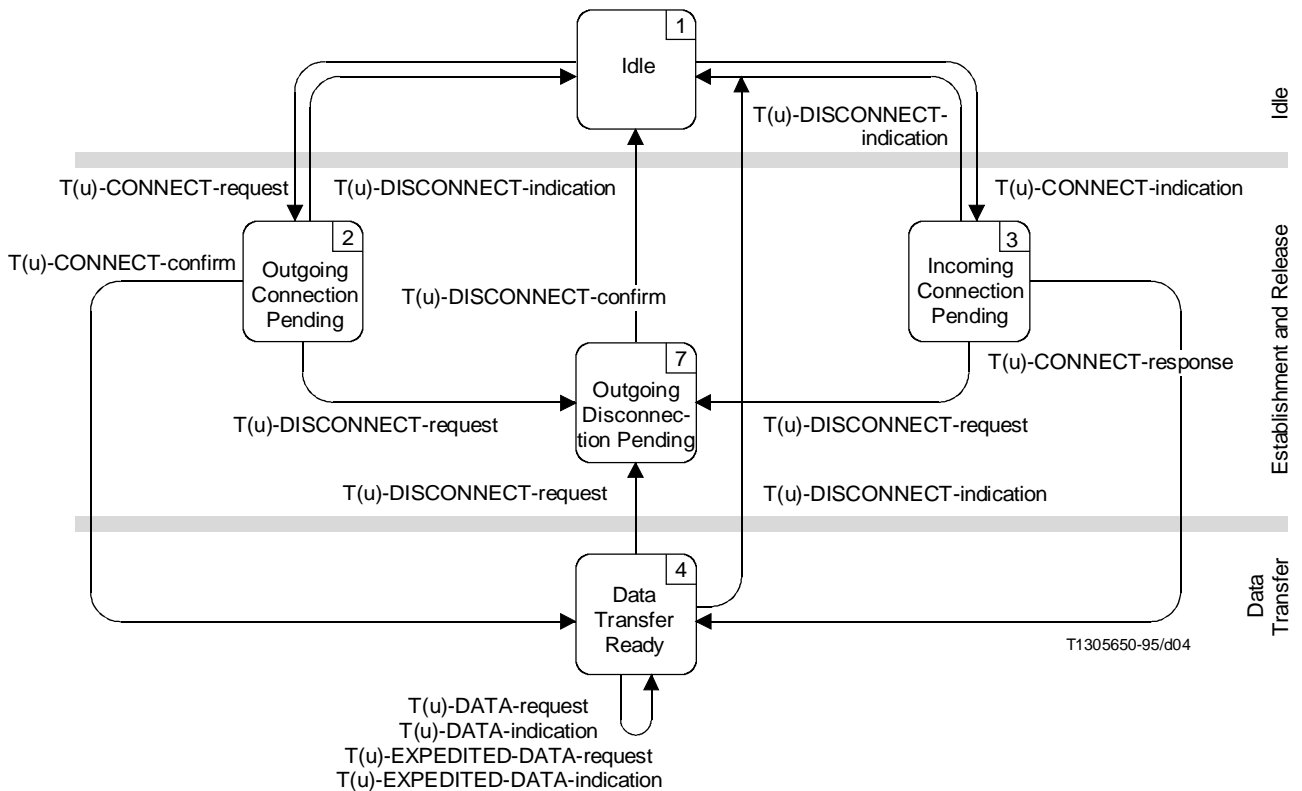 1
Idle
T(u)-DISCONNECT-
indication
Idle
T(u)-CONNECT-request
T(u)-DISCONNECT-indication
T(u)-CONNECT-indication
2
Outgoing
Connection
Pending
3
Incoming
Connection
Pending
T(u)-CONNECT-confirm
T(u)-DISCONNECT-confirm
Establishment and Release
7
Outgoing
Disconnec-
tion Pending
T(u)-CONNECT-response
T(u)-DISCONNECT-request
T(u)-DISCONNECT-request
T(u)-DISCONNECT-request
T(u)-DISCONNECT-indication
4
Data
Transfer
Ready
Data
Transfer
T1305650-95/d04
T(u)-DATA-request
T(u)-DATA-indication
T(u)-EXPEDITED-DATA-request
T(u)-EXPEDITED-DATA-indication